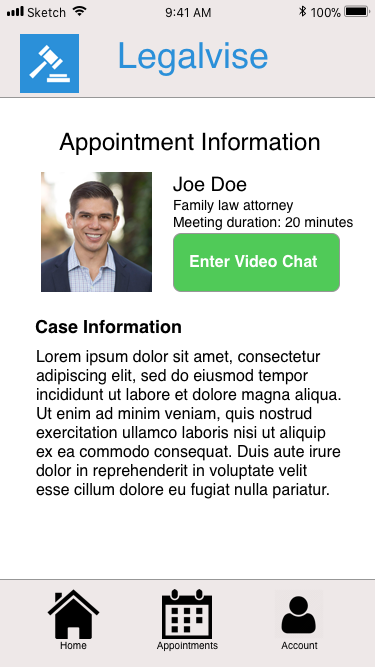 Sketch 9:41 AM 100%
Legalvise
Appointment Information
Joe Doe
Family law attorney
Meeting duration: 20 minutes
Enter Video Chat
Case Information
Lorem ipsum dolor sit amet, consectetur
adipiscing elit, sed do eiusmod tempor
incididunt ut labore et dolore magna aliqua.
Ut enim ad minim veniam, quis nostrud
exercitation ullamco laboris nisi ut aliquip
ex ea commodo consequat. Duis aute irure
dolor in reprehenderit in voluptate velit
esse cillum dolore eu fugiat nulla pariatur.
Home Appointments Account